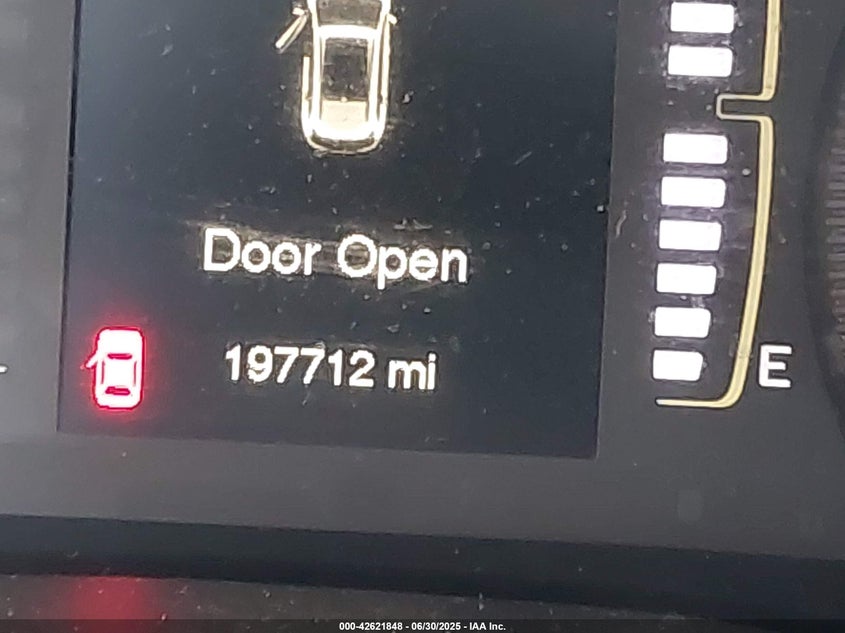 Door Open
197712 mi
E
000-42621848 - 06/30/2025 - IAA Inc.